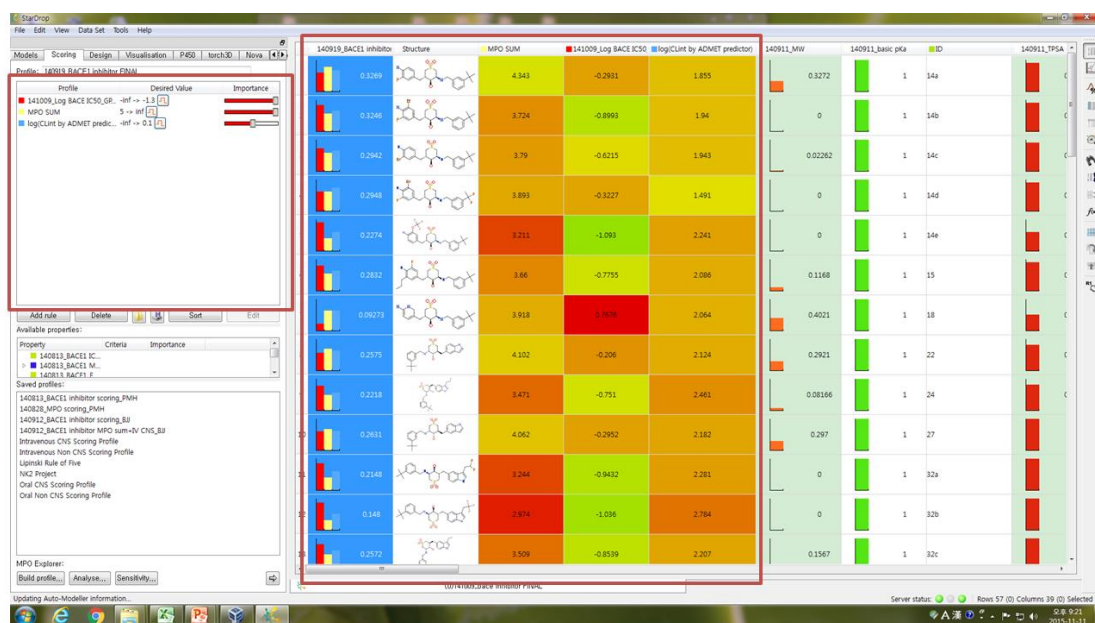 StarDrop
File Edit View Data Set Tools Help
Models Scoring Design Visualisation P450 torch3D Nova
Profile: 140919_BACE1 inhibitor FINAL
Profile Desired Value Importance
141009_Log BACE IC50_GP... -inf -> -1.3
MPO SUM 5 -> inf
log(CLint by ADMET predic... -inf -> 0.1
Add rule Delete Sort Edit
Available properties:
Property Criteria Importance
140813_BACE1 IC...
140813_BACE1 M...
140813_BACE1 F
Saved profiles:
140813_BACE1 inhibitor scoring_PMH
140828_MPO scoring_PMH
140912_BACE1 inhibitor scoring_BJJ
140912_BACE1 inhibitor MPO sum+IV CNS_BJJ
Intravenous CNS Scoring Profile
Intravenous Non CNS Scoring Profile
Lipinski Rule of Five
NK2 Project
Oral CNS Scoring Profile
Oral Non CNS Scoring Profile
MPO Explorer:
Build profile... Analyse... Sensitivity...
Updating Auto-Modeller information...
140919_BACE1 inhibitor Structure MPO SUM 141009_Log BACE IC50 log(CLint by ADMET predictor) 140911_MW 140911_basic pKa ID 140911_TPSA
0.3269 4.343 -0.2931 1.855 0.3272 1 14a
0.3246 3.724 -0.8993 1.94 0 1 14b
0.2942 3.79 -0.6215 1.943 0.02262 1 14c
0.2948 3.893 -0.3227 1.491 0 1 14d
0.2274 3.211 -1.093 2.241 0 1 14e
0.2832 3.66 -0.7755 2.086 0.1168 1 15
0.09273 3.918 0.7676 2.064 0.4021 1 18
0.2575 4.102 -0.206 2.124 0.2921 1 22
0.2218 3.471 -0.751 2.461 0.08166 1 24
0.2631 4.062 -0.2952 2.182 0.297 1 27
0.2148 3.244 -0.9432 2.281 0 1 32a
0.148 2.974 -1.036 2.784 0 1 32b
0.2572 3.509 -0.8539 2.207 0.1567 1 32c
Server status: Rows 57 (0) Columns 39 (0) Selected
A 漢
오후 9:21
2015-11-11